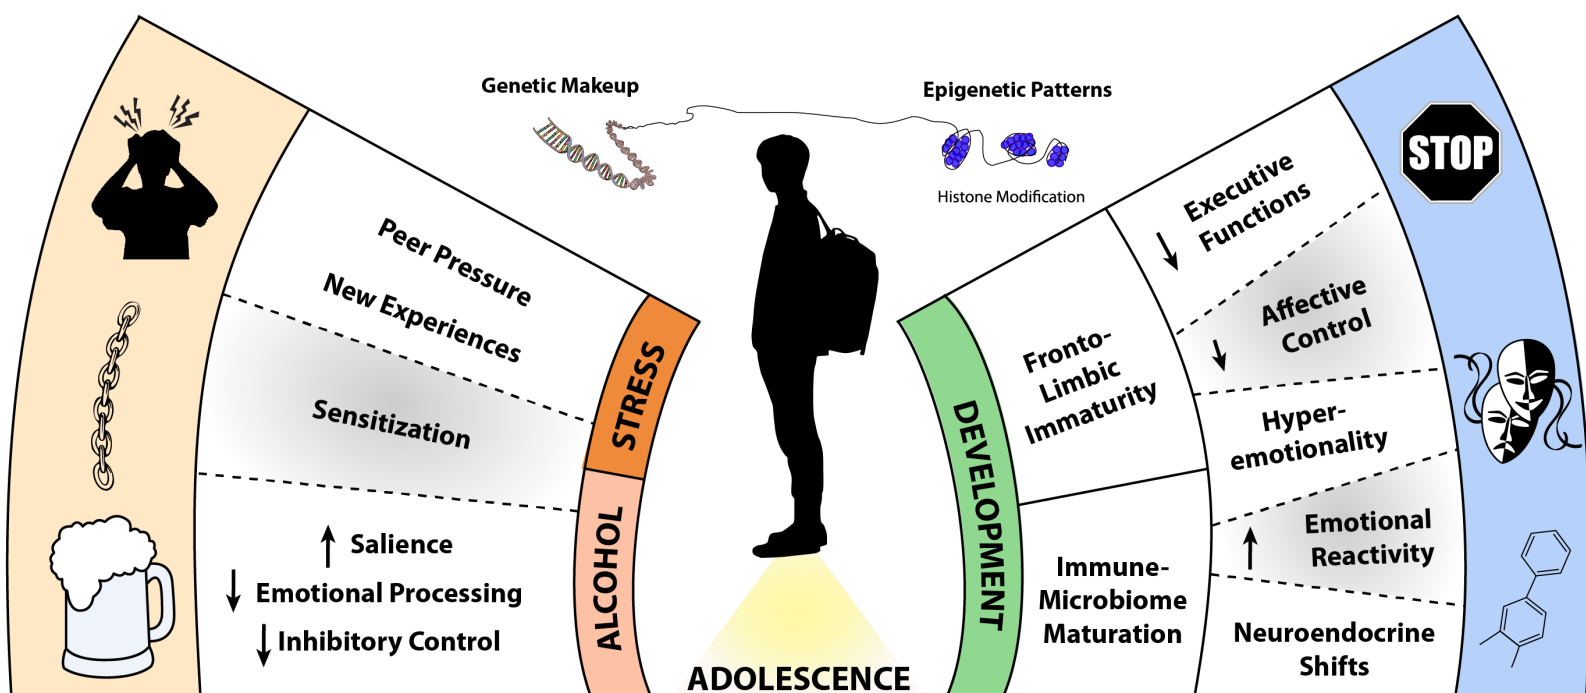 Genetic Makeup
Epigenetic Patterns
Histone Modification
Peer Pressure
New Experiences
Sensitization
↑ Salience
↓ Emotional Processing
↓ Inhibitory Control
STRESS
ALCOHOL
ADOLESCENCE
DEVELOPMENT
Fronto-
Limbic
Immaturity
Immune-
Microbiome
Maturation
↓ Executive
Functions
↓ Affective
Control
Hyper-
emotionality
↑ Emotional
Reactivity
Neuroendocrine
Shifts
STOP